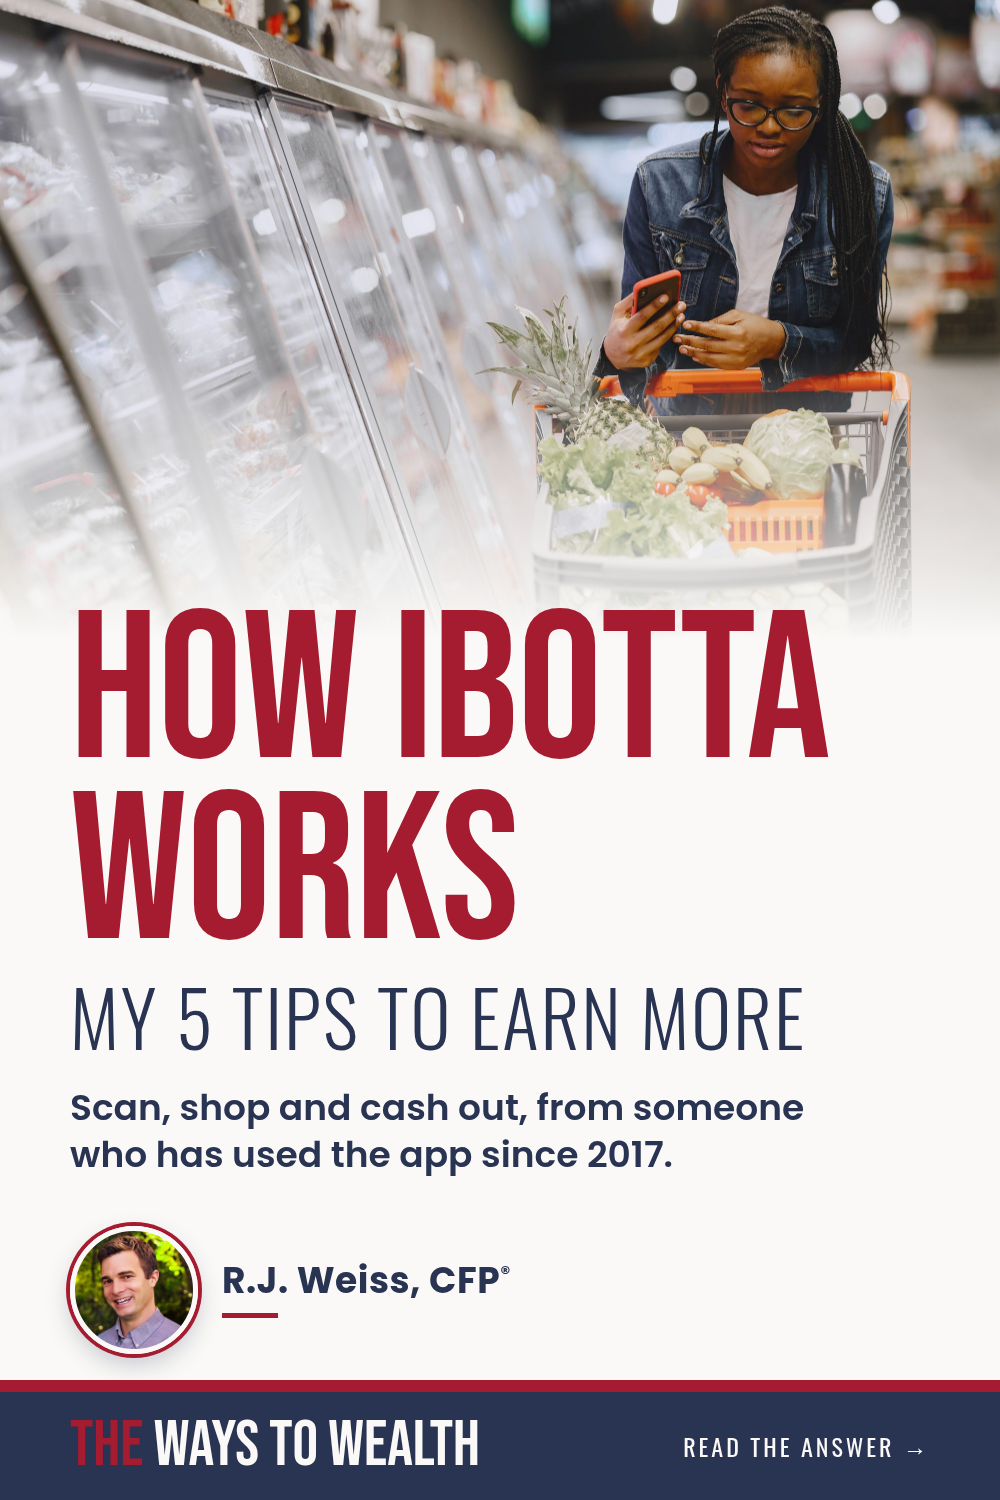 HOW IBOTTA
WORKS
MY 5 TIPS TO EARN MORE
Scan, shop and cash out, from someone
who has used the app since 2017.
R.J. Weiss, CFP®
THE WAYS TO WEALTH
READ THE ANSWER →